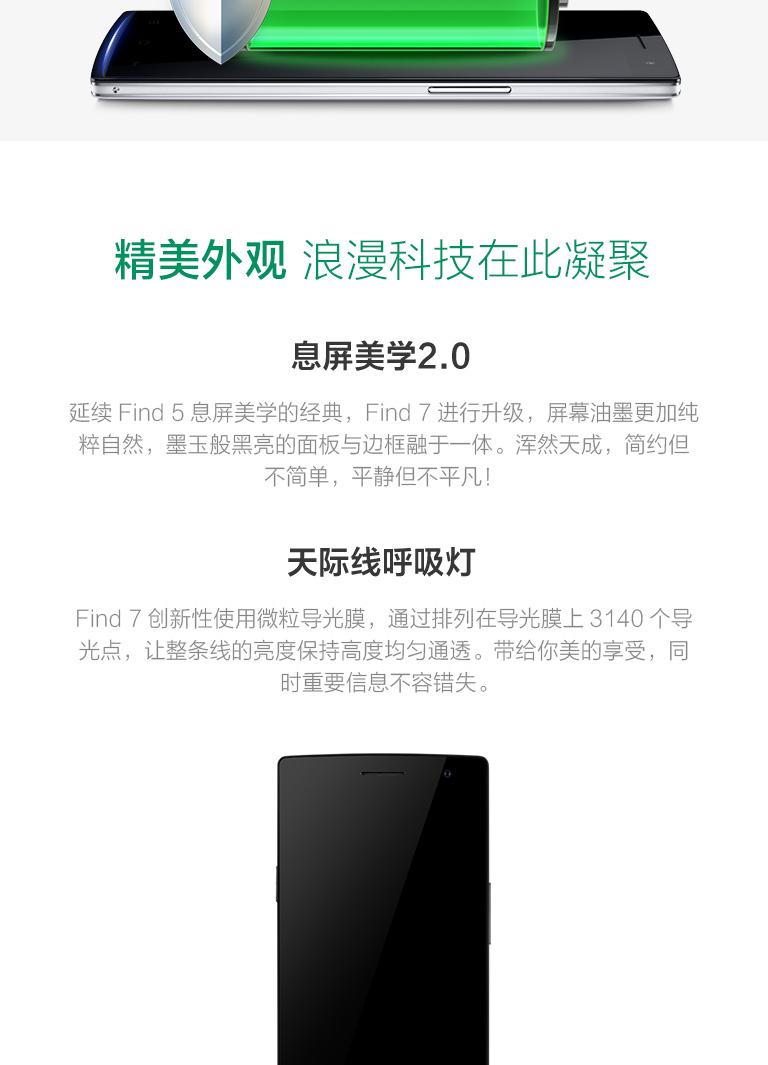 精美外观 浪漫科技在此凝聚
息屏美学2.0
延续 Find 5 息屏美学的经典，Find 7 进行升级，屏幕油墨更加纯
粹自然，墨玉般黑亮的面板与边框融于一体。浑然天成，简约但
不简单，平静但不平凡！
天际线呼吸灯
Find 7 创新性使用微粒导光膜，通过排列在导光膜上 3140 个导
光点，让整条线的亮度保持高度均匀通透。带给你美的享受，同
时重要信息不容错失。